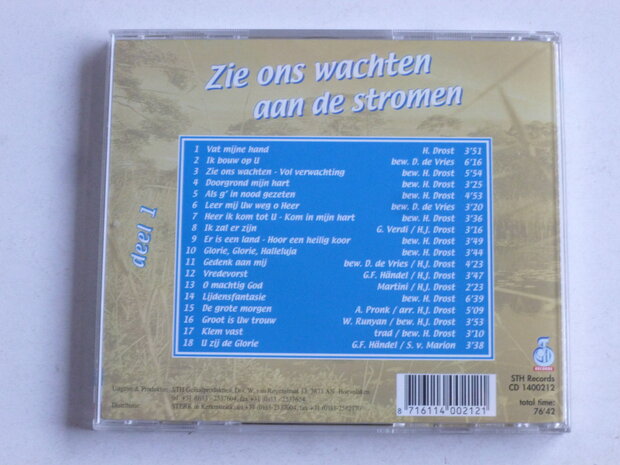 Zie ons wachten
aan de stromen
deel 1
1 Vat mijne hand H. Drost 3'51
2 Ik bouw op U bew. D. de Vries 6'16
3 Zie ons wachten - Vol verwachting bew. H. Drost 5'54
4 Doorgrond mijn hart bew. H. Drost 3'25
5 Als g' in nood gezeten bew. H. Drost 4'53
6 Leer mij Uw weg o Heer bew. D. de Vries 3'20
7 Heer ik kom tot U - Kom in mijn hart bew. H. Drost 3'36
8 Ik zal er zijn G. Verdi / H.J. Drost 3'16
9 Er is een land - Hoor een heilig koor bew. H. Drost 3'49
10 Glorie, Glorie, Halleluja bew. H. Drost 3'44
11 Gedenk aan mij bew. D. de Vries / H.J. Drost 4'23
12 Vredevorst G.F. Händel / H.J. Drost 3'47
13 O machtig God Martini / H.J. Drost 2'23
14 Lijdensfantasie bew. H. Drost 6'39
15 De grote morgen A. Pronk / arr. H.J. Drost 5'09
16 Groot is Uw trouw W. Runyan / bew. H.J. Drost 3'53
17 Klem vast trad / bew. H. Drost 3'10
18 U zij de Glorie G.F. Händel / S. v. Marion 3'38
RECORDS
STH Records
CD 1400212
total time:
76'42
8 716114 002121